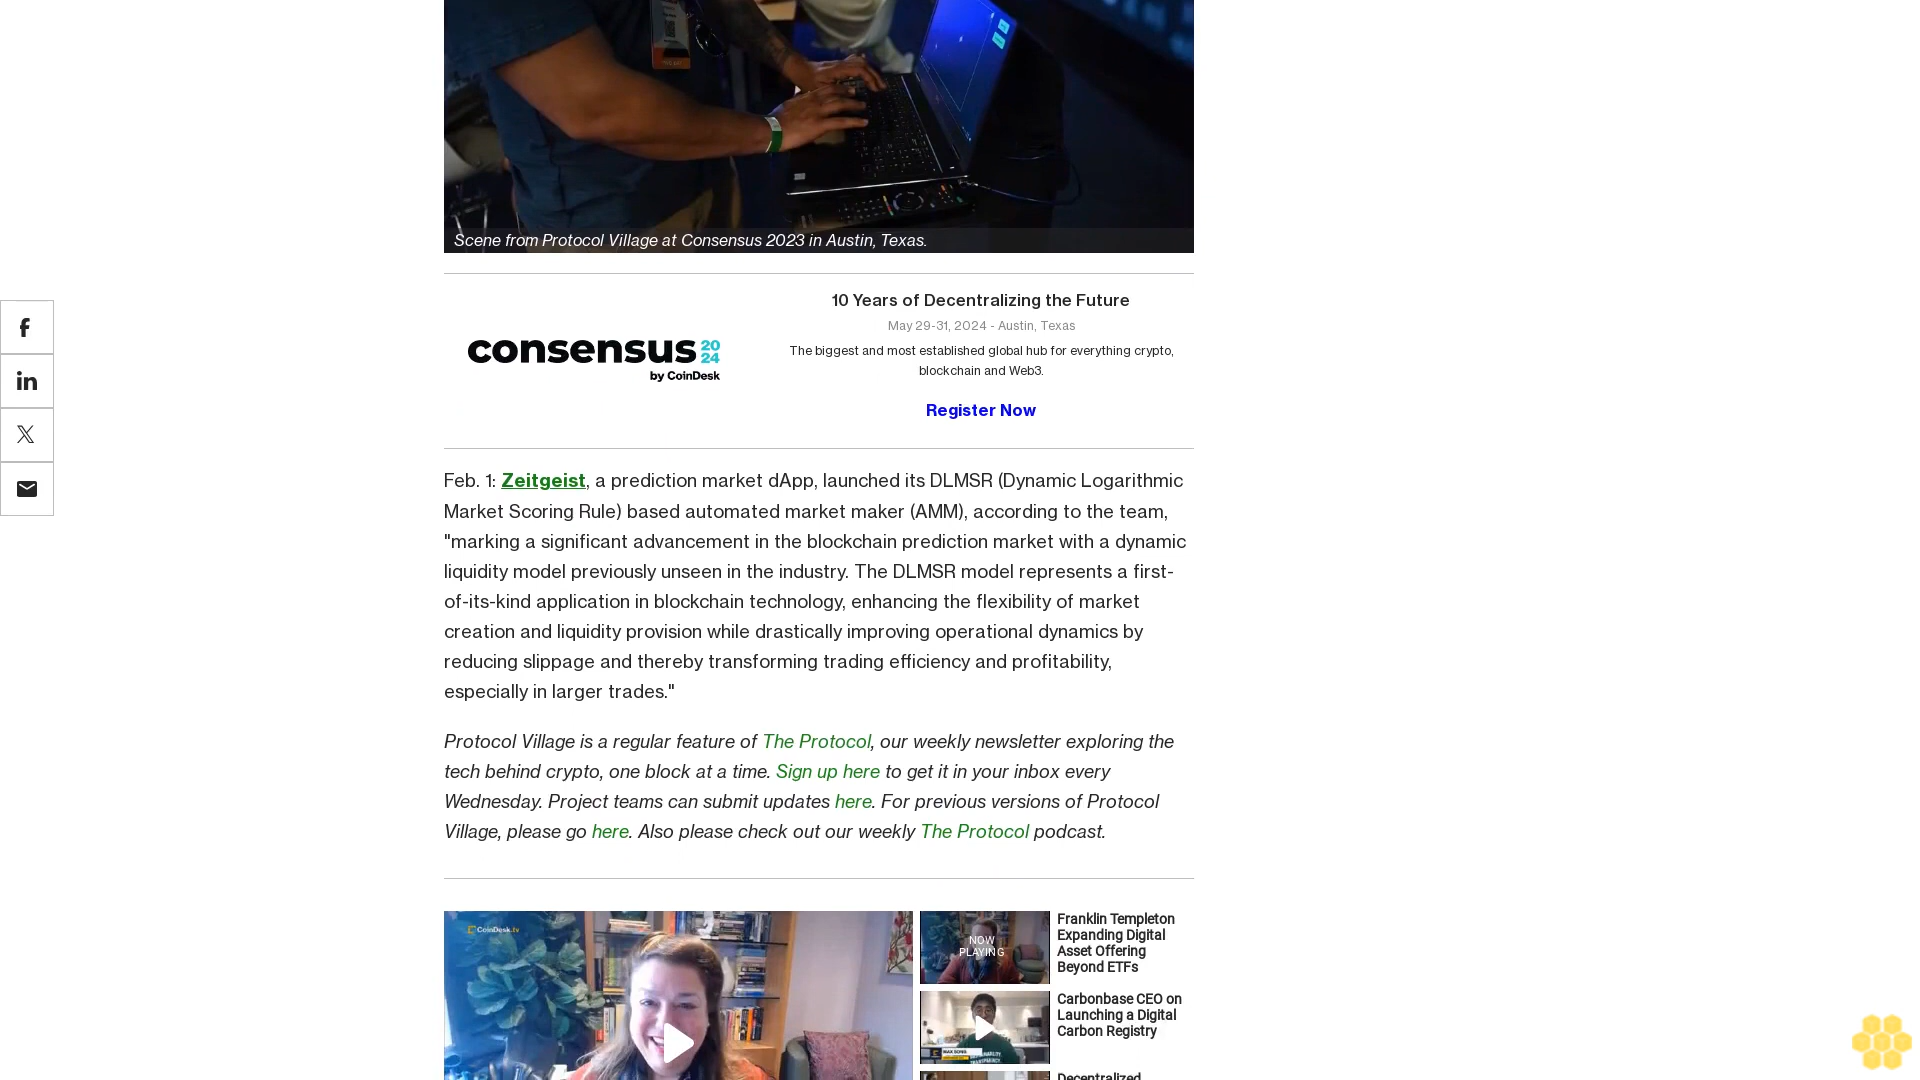 Scene from Protocol Village at Consensus 2023 in Austin, Texas.
consensus 20
24
by CoinDesk
10 Years of Decentralizing the Future
May 29-31, 2024 - Austin, Texas
The biggest and most established global hub for everything crypto,
blockchain and Web3.
Register Now
Feb. 1: Zeitgeist, a prediction market dApp, launched its DLMSR (Dynamic Logarithmic
Market Scoring Rule) based automated market maker (AMM), according to the team,
"marking a significant advancement in the blockchain prediction market with a dynamic
liquidity model previously unseen in the industry. The DLMSR model represents a first-
of-its-kind application in blockchain technology, enhancing the flexibility of market
creation and liquidity provision while drastically improving operational dynamics by
reducing slippage and thereby transforming trading efficiency and profitability,
especially in larger trades."
Protocol Village is a regular feature of The Protocol, our weekly newsletter exploring the
tech behind crypto, one block at a time. Sign up here to get it in your inbox every
Wednesday. Project teams can submit updates here. For previous versions of Protocol
Village, please go here. Also please check out our weekly The Protocol podcast.
CoinDesk.tv
NOW
PLAYING
Franklin Templeton
Expanding Digital
Asset Offering
Beyond ETFs
MAX SONG
Carbonbase CEO on
Launching a Digital
Carbon Registry
Decentralized